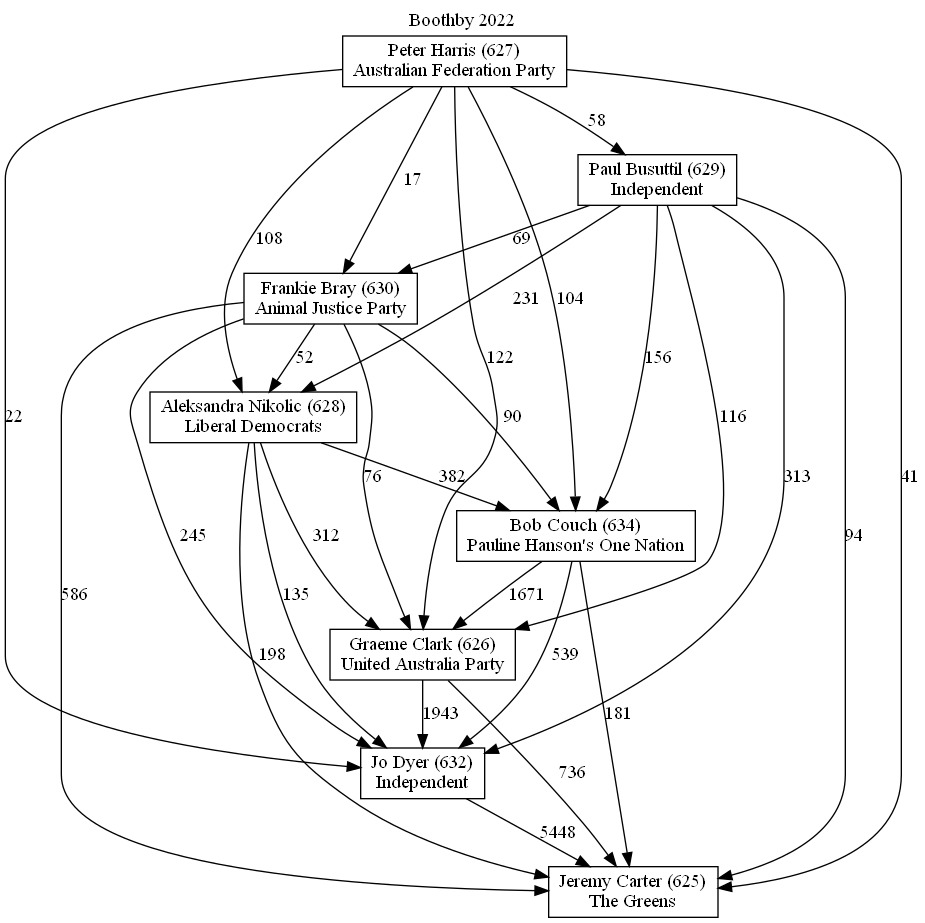 Boothby 2022
Peter Harris (627)
Australian Federation Party
58
Paul Busuttil (629)
Independent
17
108
69
Frankie Bray (630)
Animal Justice Party
231
104
52
122
156
Aleksandra Nikolic (628)
Liberal Democrats
22
90
116
76
382
313
41
Bob Couch (634)
Pauline Hanson's One Nation
245
312
94
586
135
1671
Graeme Clark (626)
United Australia Party
198
539
1943
181
Jo Dyer (632)
Independent
736
5448
Jeremy Carter (625)
The Greens